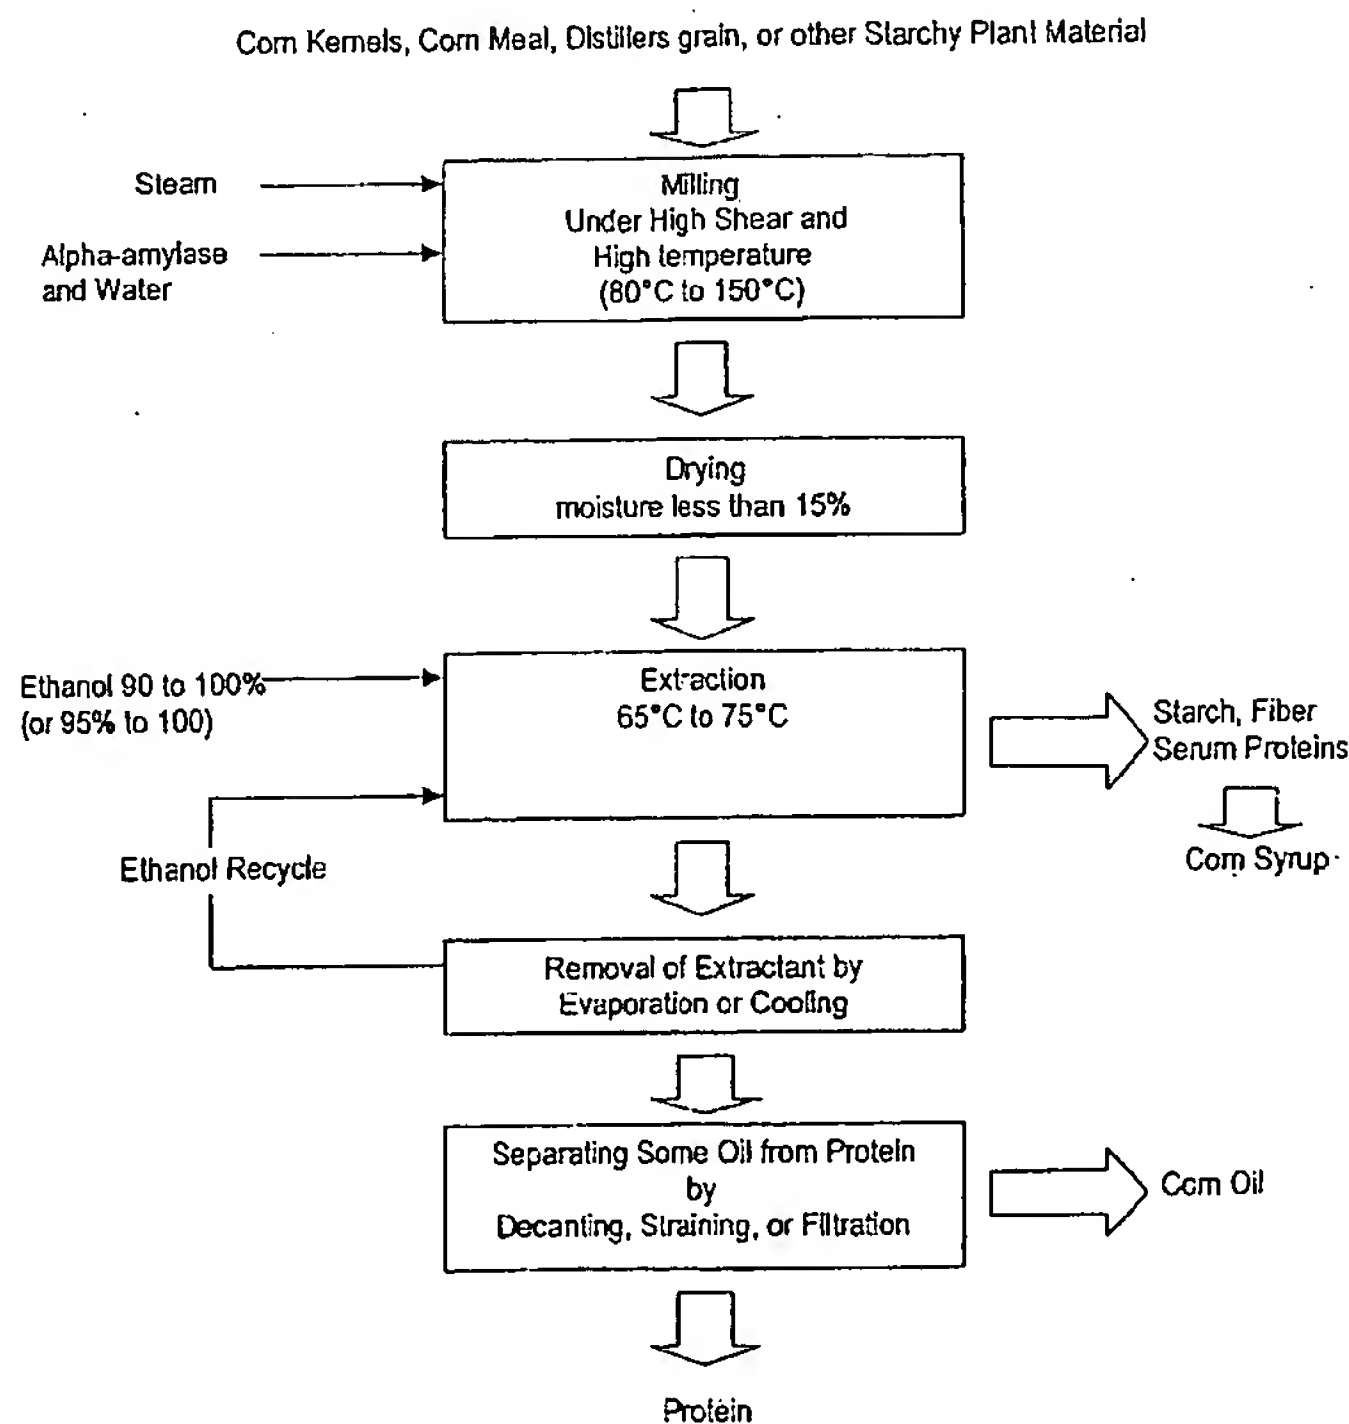 Corn Kernels, Corn Meal, Distillers grain, or other Starchy Plant Material
Steam
Alpha-amylase
and Water
Milling
Under High Shear and
High temperature
(80°C to 150°C)
Drying
moisture less than 15%
Ethanol 90 to 100%
(or 95% to 100)
Extraction
65°C to 75°C
Starch, Fiber
Serum Proteins
Corn Syrup
Ethanol Recycle
Removal of Extractant by
Evaporation or Cooling
Separating Some Oil from Protein
by
Decanting, Straining, or Filtration
Corn Oil
Protein